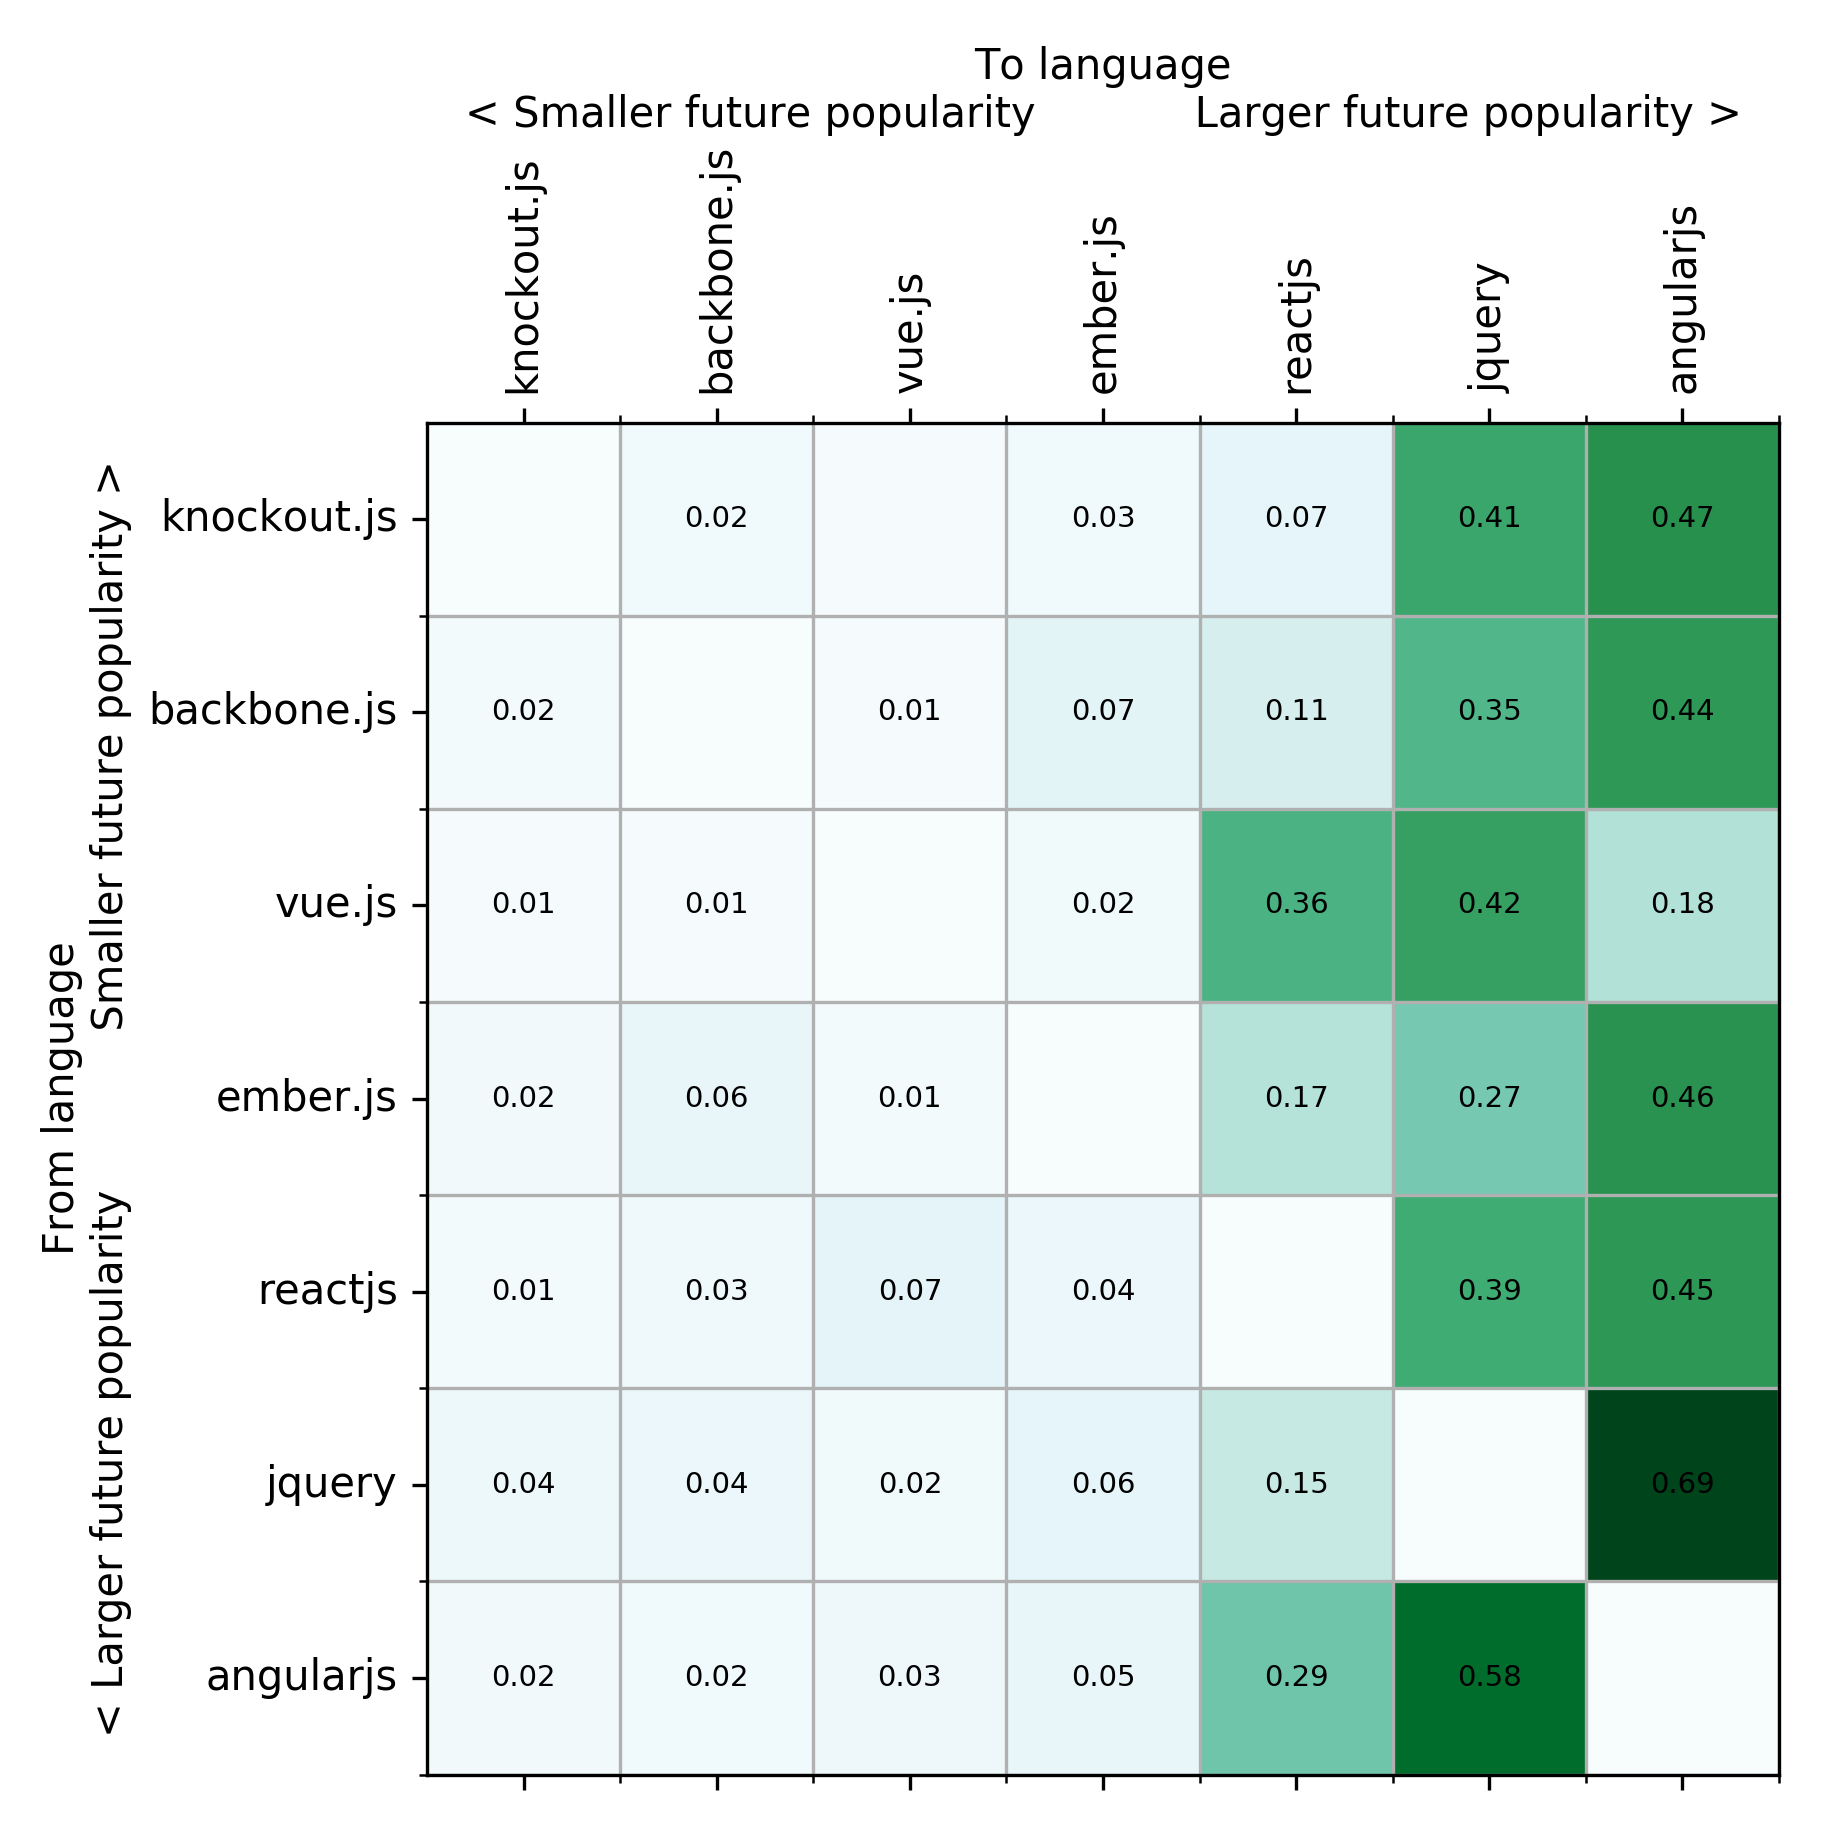 To language
< Smaller future popularity Larger future popularity >
knockout.js backbone.js vue.js ember.js reactjs jquery angularjs
From language
< Larger future popularity Smaller future popularity >
knockout.js 0.02 0.03 0.07 0.41 0.47
backbone.js 0.02 0.01 0.07 0.11 0.35 0.44
vue.js 0.01 0.01 0.02 0.36 0.42 0.18
ember.js 0.02 0.06 0.01 0.17 0.27 0.46
reactjs 0.01 0.03 0.07 0.04 0.39 0.45
jquery 0.04 0.04 0.02 0.06 0.15 0.69
angularjs 0.02 0.02 0.03 0.05 0.29 0.58